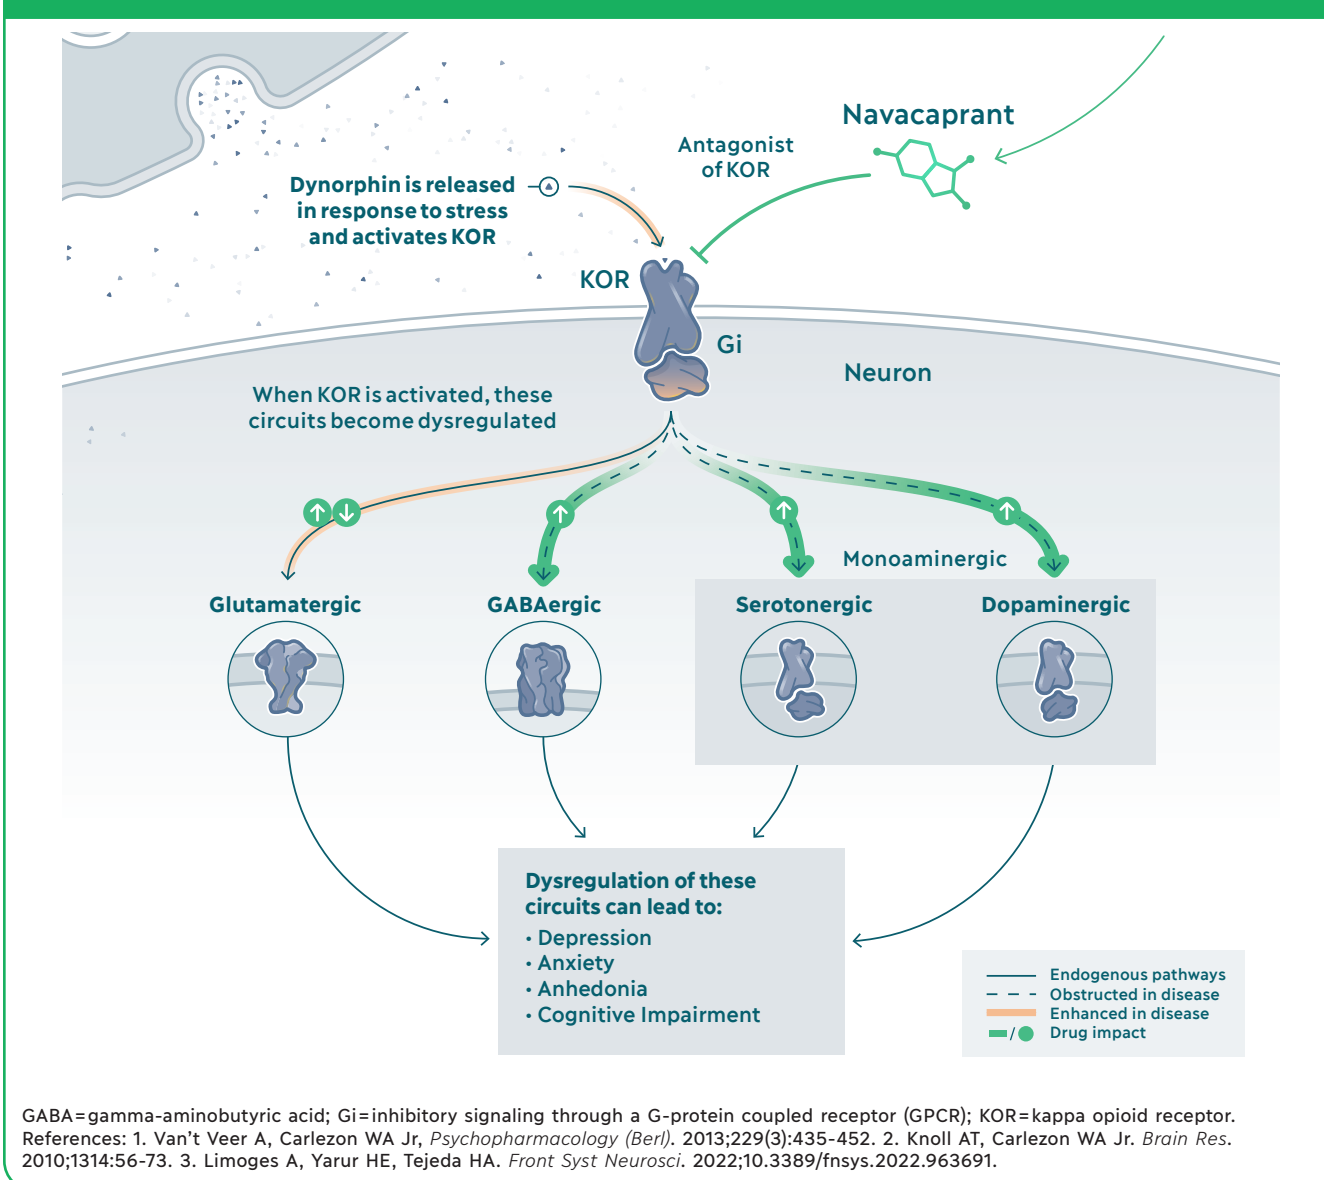 Navacaprant
Antagonist
of KOR
Dynorphin is released
in response to stress
and activates KOR
KOR
Gi
Neuron
When KOR is activated, these
circuits become dysregulated
Monoaminergic
Glutamatergic
GABAergic
Serotonergic
Dopaminergic
Dysregulation of these
circuits can lead to:
• Depression
• Anxiety
• Anhedonia
• Cognitive Impairment
Endogenous pathways
Obstructed in disease
Enhanced in disease
/ Drug impact
GABA=gamma-aminobutyric acid; Gi=inhibitory signaling through a G-protein coupled receptor (GPCR); KOR=kappa opioid receptor.
References: 1. Van't Veer A, Carlezon WA Jr, Psychopharmacology (Berl). 2013;229(3):435-452. 2. Knoll AT, Carlezon WA Jr. Brain Res.
2010;1314:56-73. 3. Limoges A, Yarur HE, Tejeda HA. Front Syst Neurosci. 2022;10.3389/fnsys.2022.963691.